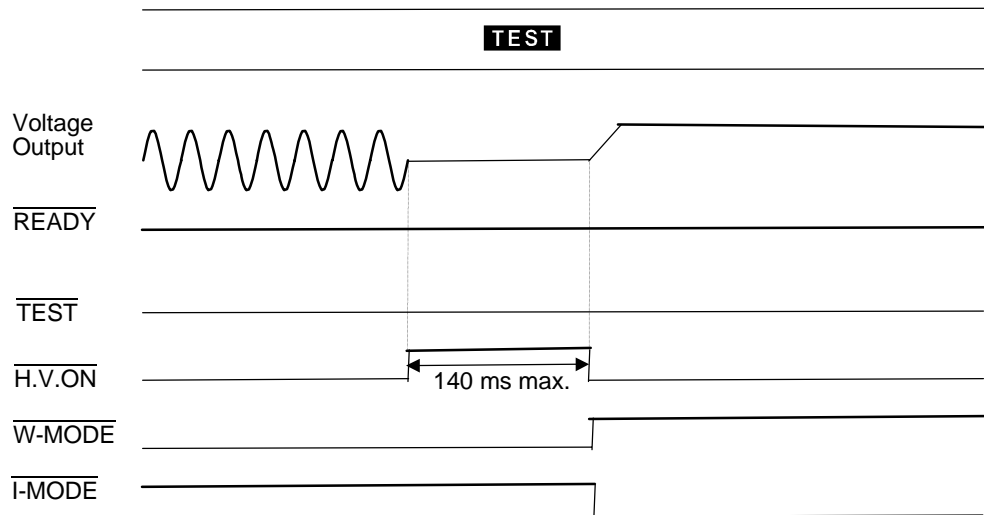 TEST
Voltage
Output
READY
TEST
H.V.ON
140 ms max.
W-MODE
I-MODE